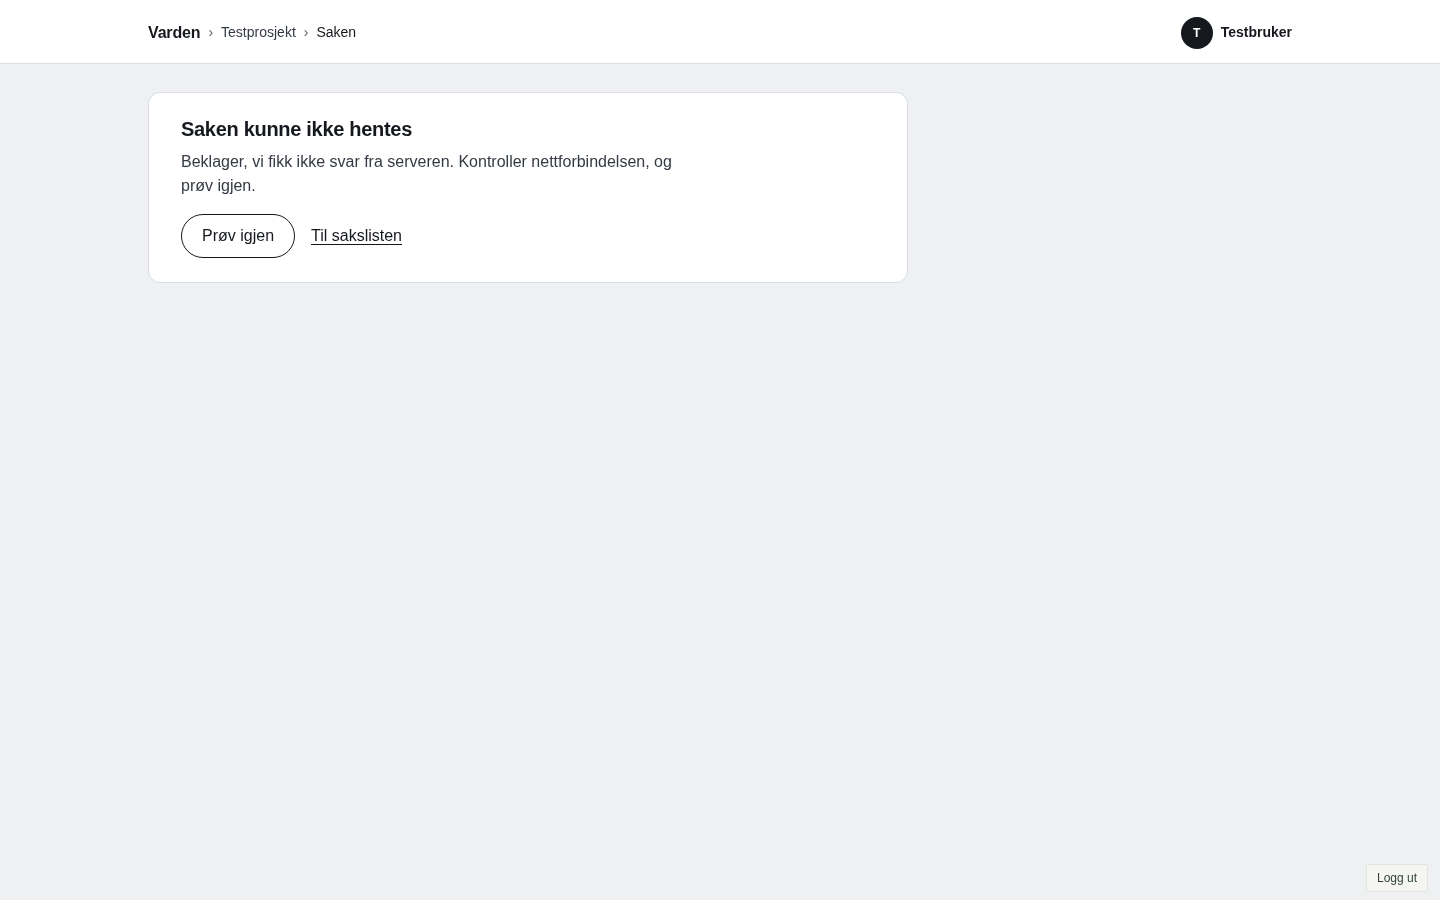 Varden › Testprosjekt › Saken
T Testbruker
Saken kunne ikke hentes
Beklager, vi fikk ikke svar fra serveren. Kontroller nettforbindelsen, og
prøv igjen.
Prøv igjen Til sakslisten
Logg ut